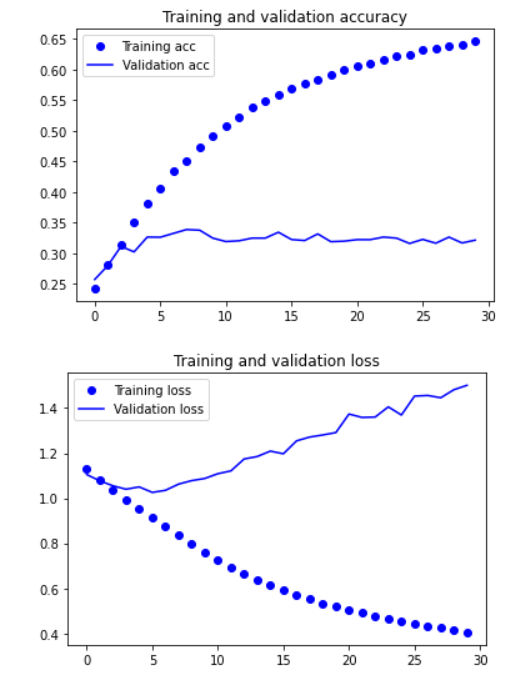 Training and validation accuracy
Training acc
Validation acc
0.65
0.60
0.55
0.50
0.45
0.40
0.35
0.30
0.25
0 5 10 15 20 25 30
Training and validation loss
Training loss
Validation loss
1.4
1.2
1.0
0.8
0.6
0.4
0 5 10 15 20 25 30